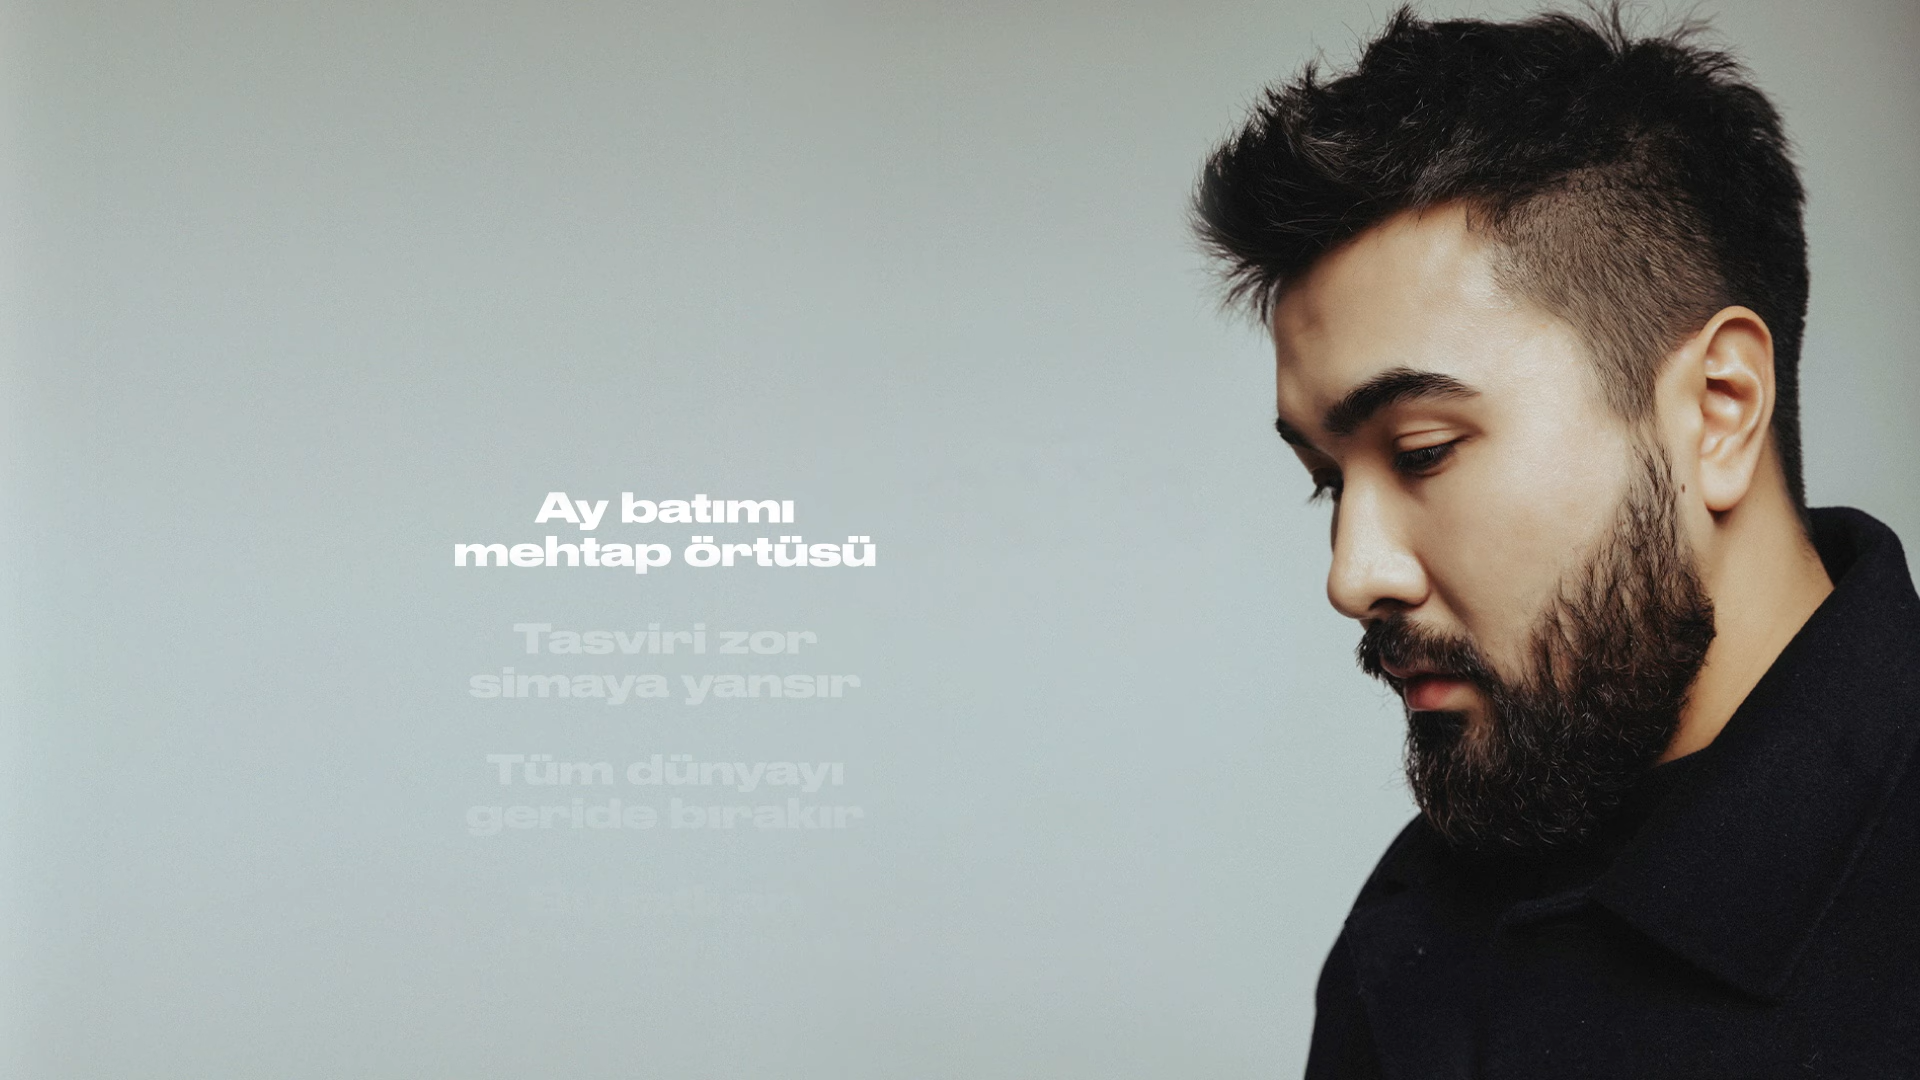 Ay batımı
mehtap örtüsü
Tasviri zor
simaya yansır
Tüm dünyayı
geride bırakır